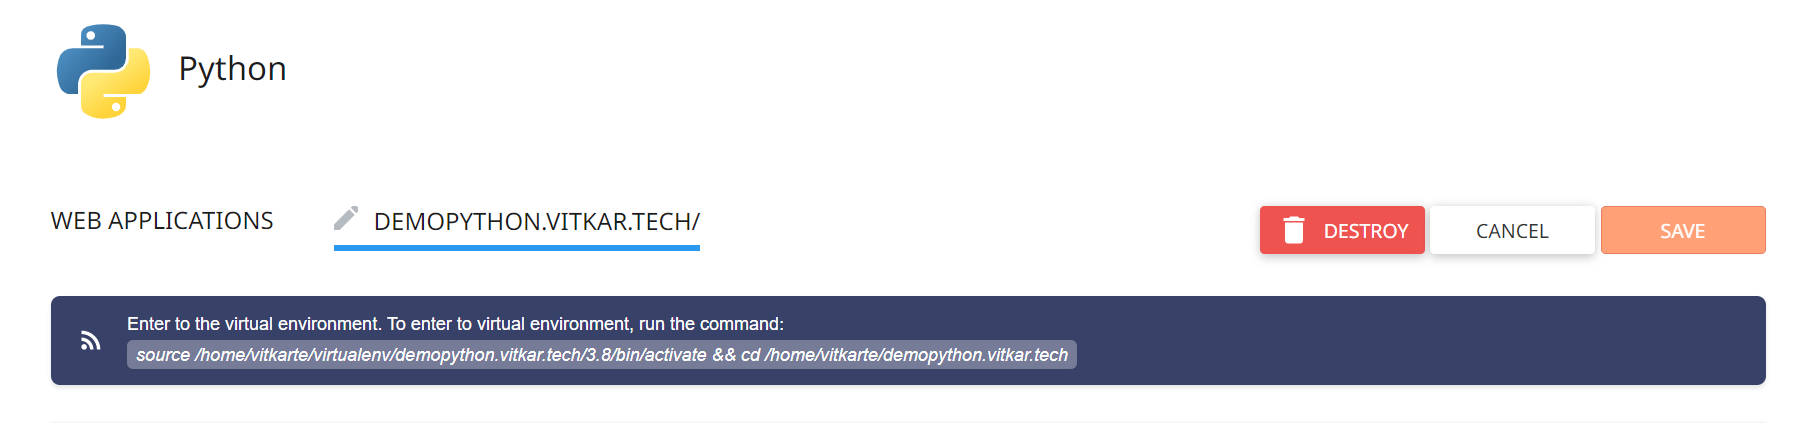 Python
WEB APPLICATIONS
DEMOPYTHON.VITKAR.TECH/
DESTROY
CANCEL
SAVE
Enter to the virtual environment. To enter to virtual environment, run the command:
source /home/vitkarte/virtualenv/demopython.vitkar.tech/3.8/bin/activate && cd /home/vitkarte/demopython.vitkar.tech